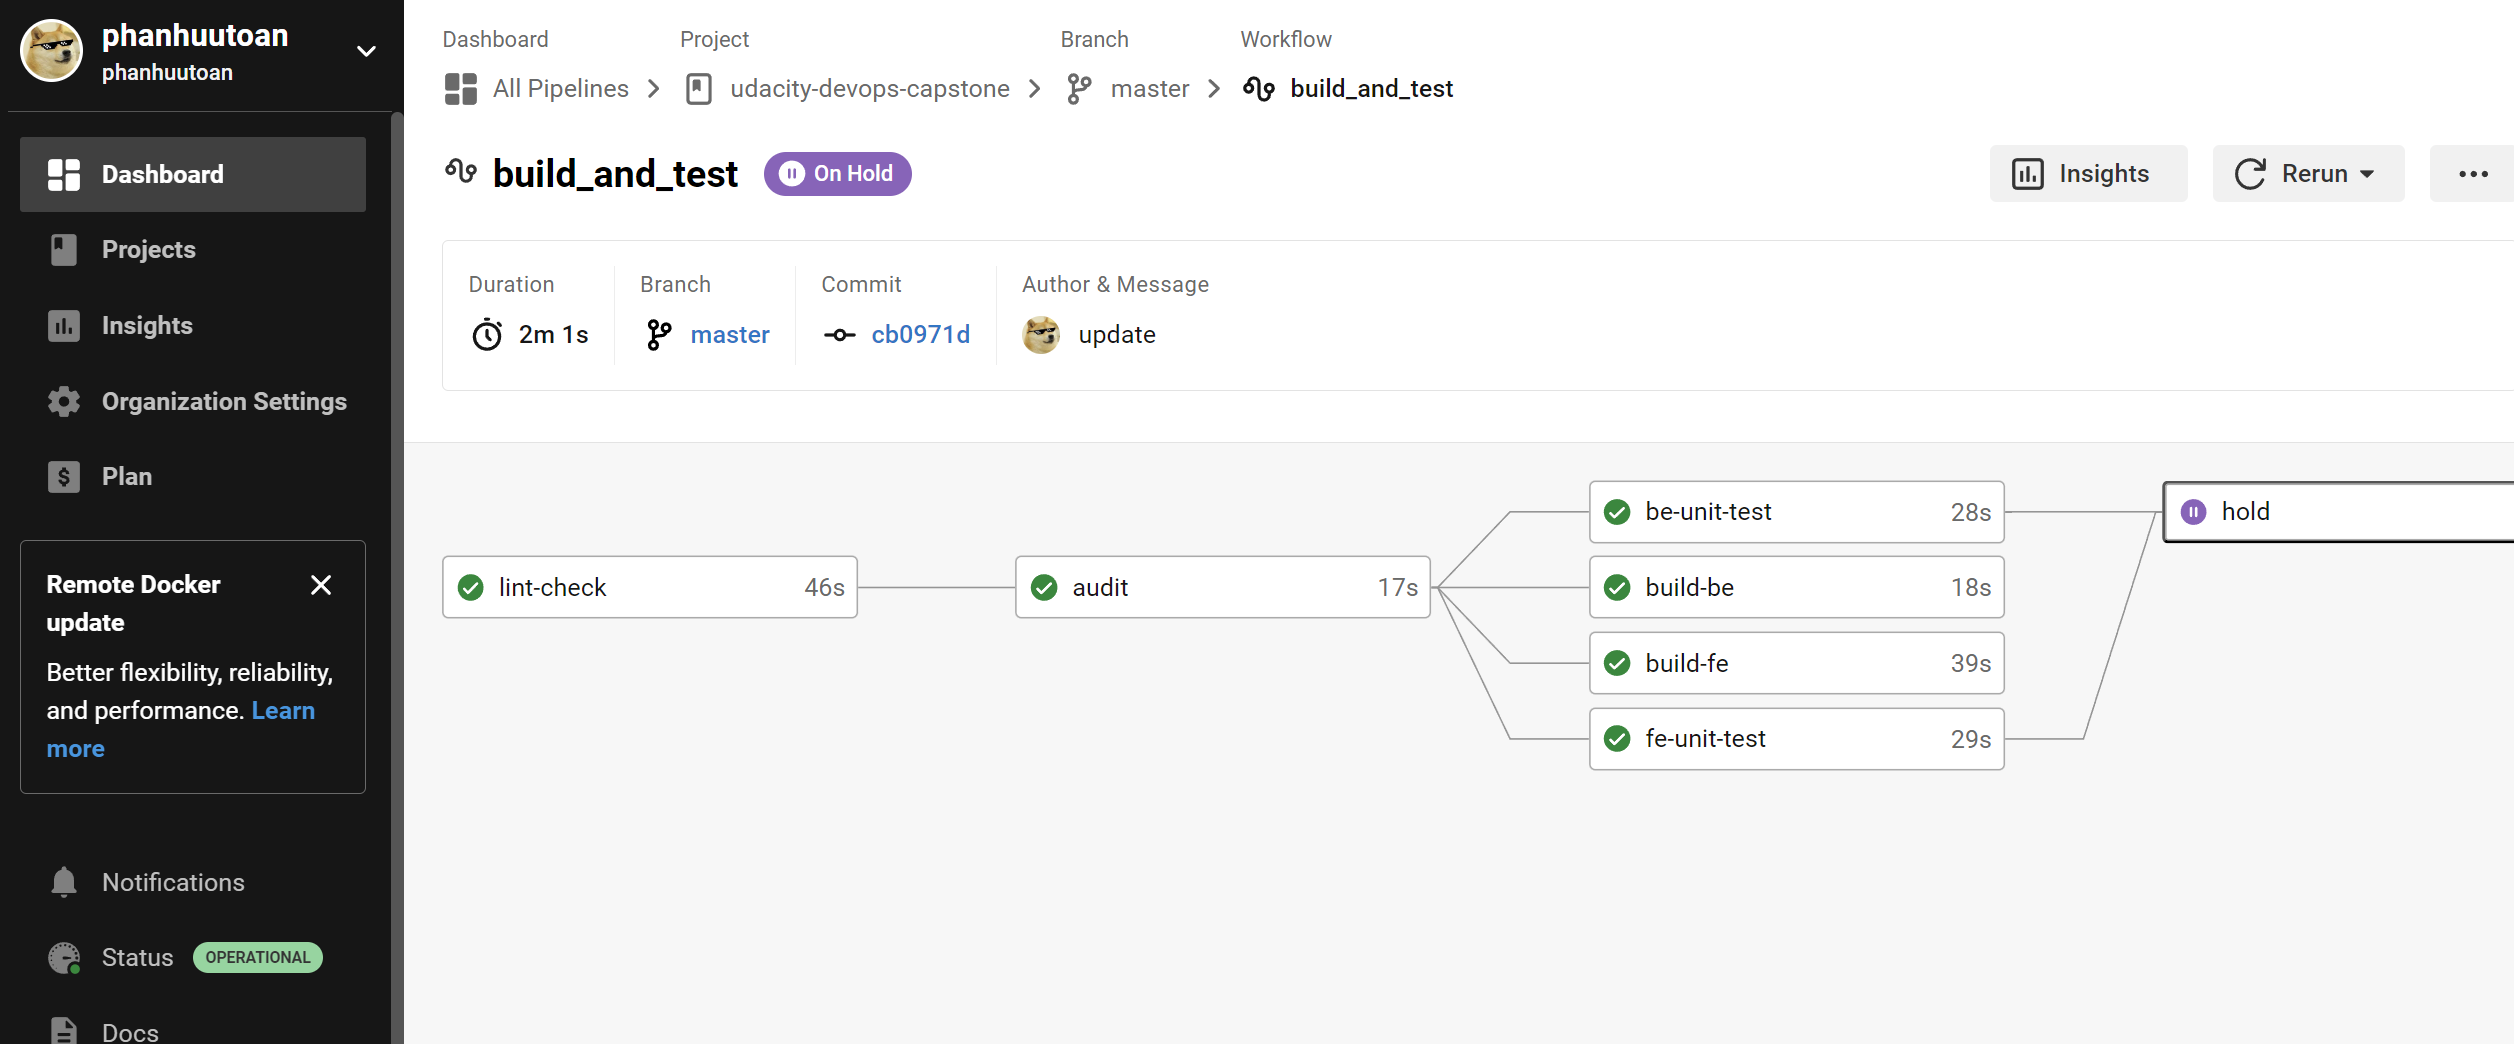 phanhuutoan
phanhuutoan
Dashboard
Projects
Insights
Organization Settings
Plan
Remote Docker
update
Better flexibility, reliability,
and performance. Learn
more
Notifications
Status OPERATIONAL
Docs
Dashboard Project Branch Workflow
All Pipelines udacity-devops-capstone master build_and_test
build_and_test On Hold Insights Rerun
Duration Branch Commit Author & Message
2m 1s master cb0971d update
be-unit-test 28s hold
lint-check 46s audit 17s build-be 18s
build-fe 39s
fe-unit-test 29s